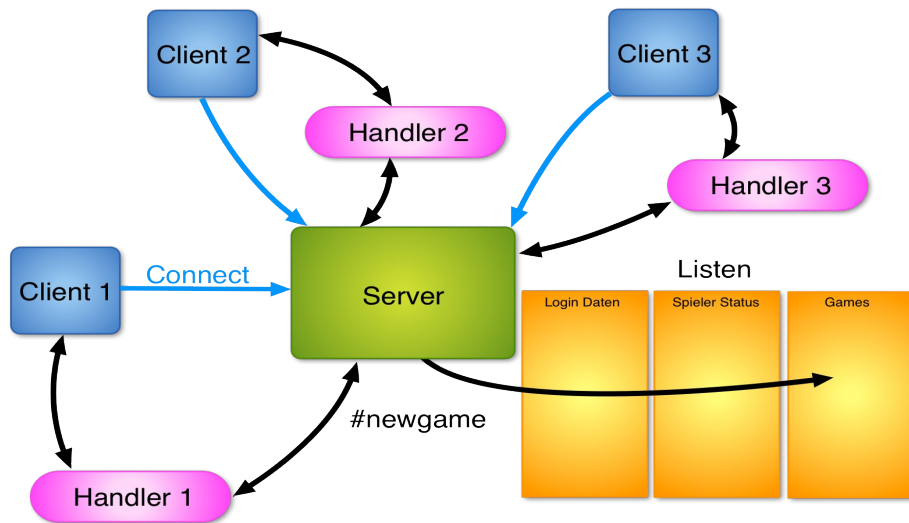 Client 2
Client 3
Handler 2
Handler 3
Client 1
Connect
Server
Listen
Login Daten
Spieler Status
Games
#newgame
Handler 1